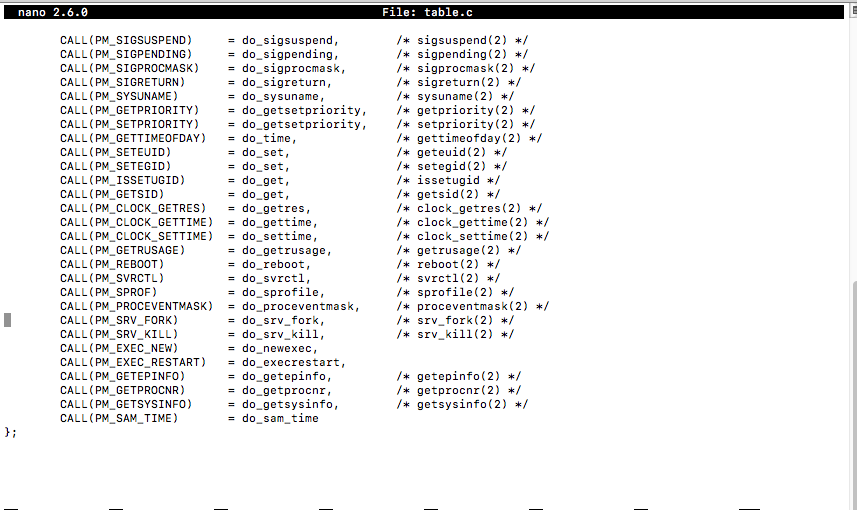 nano 2.6.0 File: table.c
CALL(PM_SIGSUSPEND) = do_sigsuspend, /* sigsuspend(2) */
CALL(PM_SIGPENDING) = do_sigpending, /* sigpending(2) */
CALL(PM_SIGPROCMASK) = do_sigprocmask, /* sigprocmask(2) */
CALL(PM_SIGRETURN) = do_sigreturn, /* sigreturn(2) */
CALL(PM_SYSUNAME) = do_sysuname, /* sysuname(2) */
CALL(PM_GETPRIORITY) = do_getsetpriority, /* getpriority(2) */
CALL(PM_SETPRIORITY) = do_getsetpriority, /* setpriority(2) */
CALL(PM_GETTIMEOFDAY) = do_time, /* gettimeofday(2) */
CALL(PM_SETEUID) = do_set, /* geteuid(2) */
CALL(PM_SETEGID) = do_set, /* setegid(2) */
CALL(PM_ISSETUGID) = do_get, /* issetugid */
CALL(PM_GETSID) = do_get, /* getsid(2) */
CALL(PM_CLOCK_GETRES) = do_getres, /* clock_getres(2) */
CALL(PM_CLOCK_GETTIME) = do_gettime, /* clock_gettime(2) */
CALL(PM_CLOCK_SETTIME) = do_settime, /* clock_settime(2) */
CALL(PM_GETRUSAGE) = do_getrusage, /* getrusage(2) */
CALL(PM_REBOOT) = do_reboot, /* reboot(2) */
CALL(PM_SVRCTL) = do_svrctl, /* svrctl(2) */
CALL(PM_SPROF) = do_sprofile, /* sprofile(2) */
CALL(PM_PROCEVENTMASK) = do_proceventmask, /* proceventmask(2) */
CALL(PM_SRV_FORK) = do_srv_fork, /* srv_fork(2) */
CALL(PM_SRV_KILL) = do_srv_kill, /* srv_kill(2) */
CALL(PM_EXEC_NEW) = do_newexec,
CALL(PM_EXEC_RESTART) = do_execrestart,
CALL(PM_GETEPINFO) = do_getepinfo, /* getepinfo(2) */
CALL(PM_GETPROCNR) = do_getprocnr, /* getprocnr(2) */
CALL(PM_GETSYSINFO) = do_getsysinfo, /* getsysinfo(2) */
CALL(PM_SAM_TIME) = do_sam_time
};